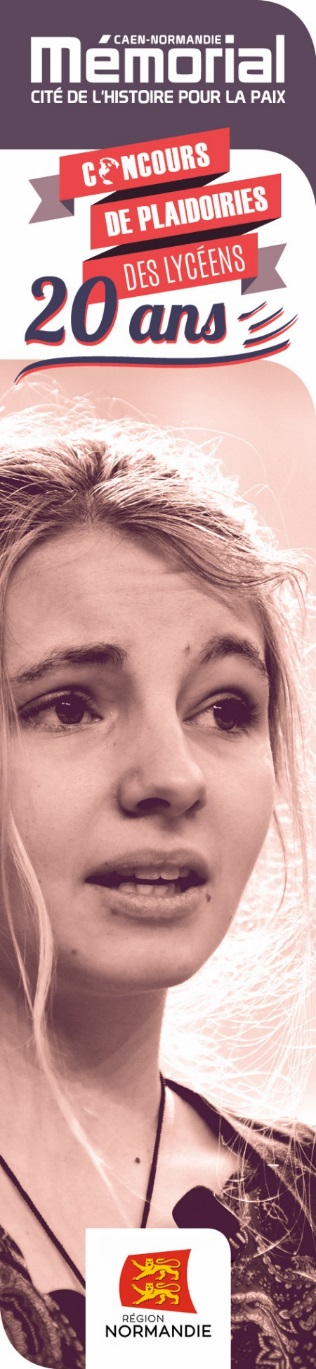 CAEN-NORMANDIE
Mémorial
CITÉ DE L'HISTOIRE POUR LA PAIX
CONCOURS
DE PLAIDOIRIES
DES LYCÉENS
20 ans
RÉGION
NORMANDIE